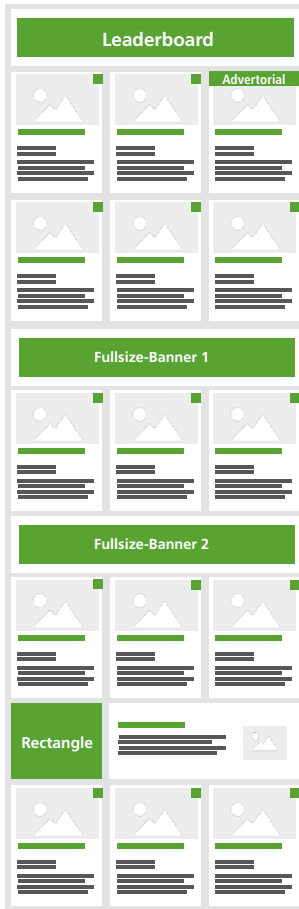 Leaderboard
Advertorial
Fullsize-Banner 1
Fullsize-Banner 2
Rectangle